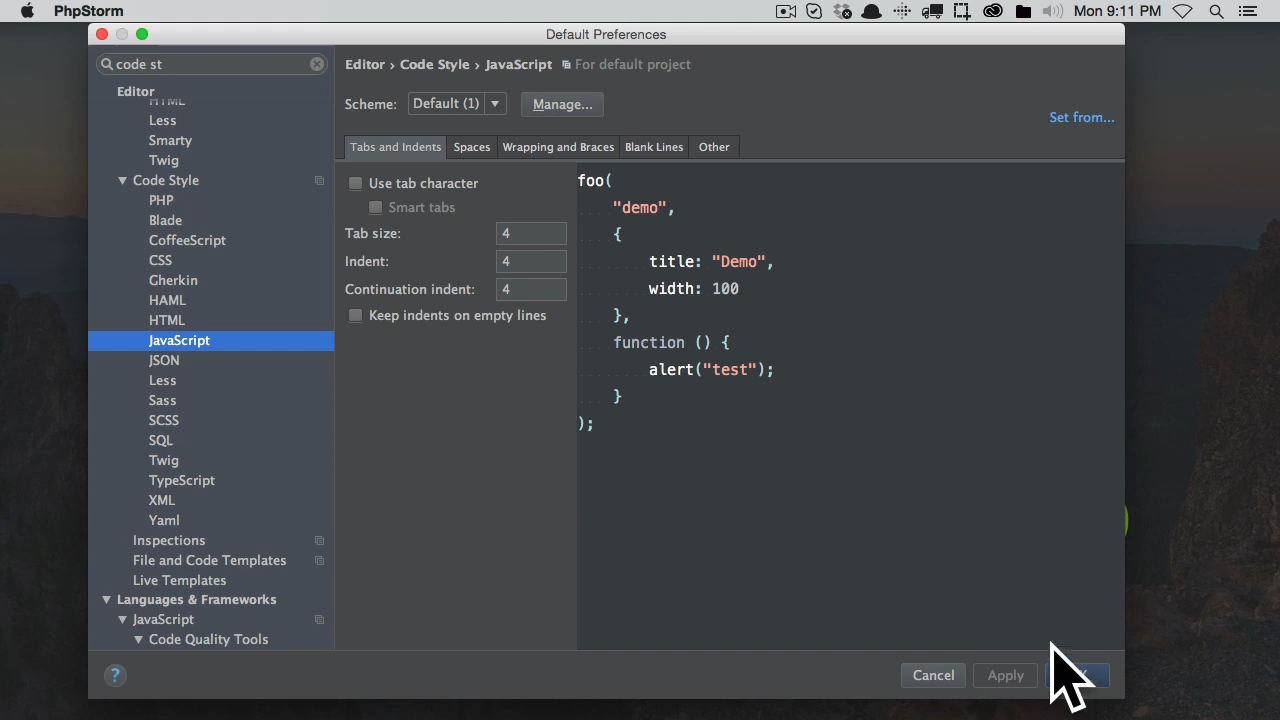 PhpStorm
Mon 9:11 PM
Default Preferences
code st
Editor
HTML
Less
Smarty
Twig
Code Style
PHP
Blade
CoffeeScript
CSS
Gherkin
HAML
HTML
JavaScript
JSON
Less
Sass
SCSS
SQL
Twig
TypeScript
XML
Yaml
Inspections
File and Code Templates
Live Templates
Languages & Frameworks
JavaScript
Code Quality Tools
Editor › Code Style › JavaScript For default project
Scheme: Default (1) Manage...
Set from...
Tabs and Indents Spaces Wrapping and Braces Blank Lines Other
Use tab character
Smart tabs
Tab size: 4
Indent: 4
Continuation indent: 4
Keep indents on empty lines
foo(
"demo",
{
title: "Demo",
width: 100
},
function () {
alert("test");
}
);
?
Cancel Apply